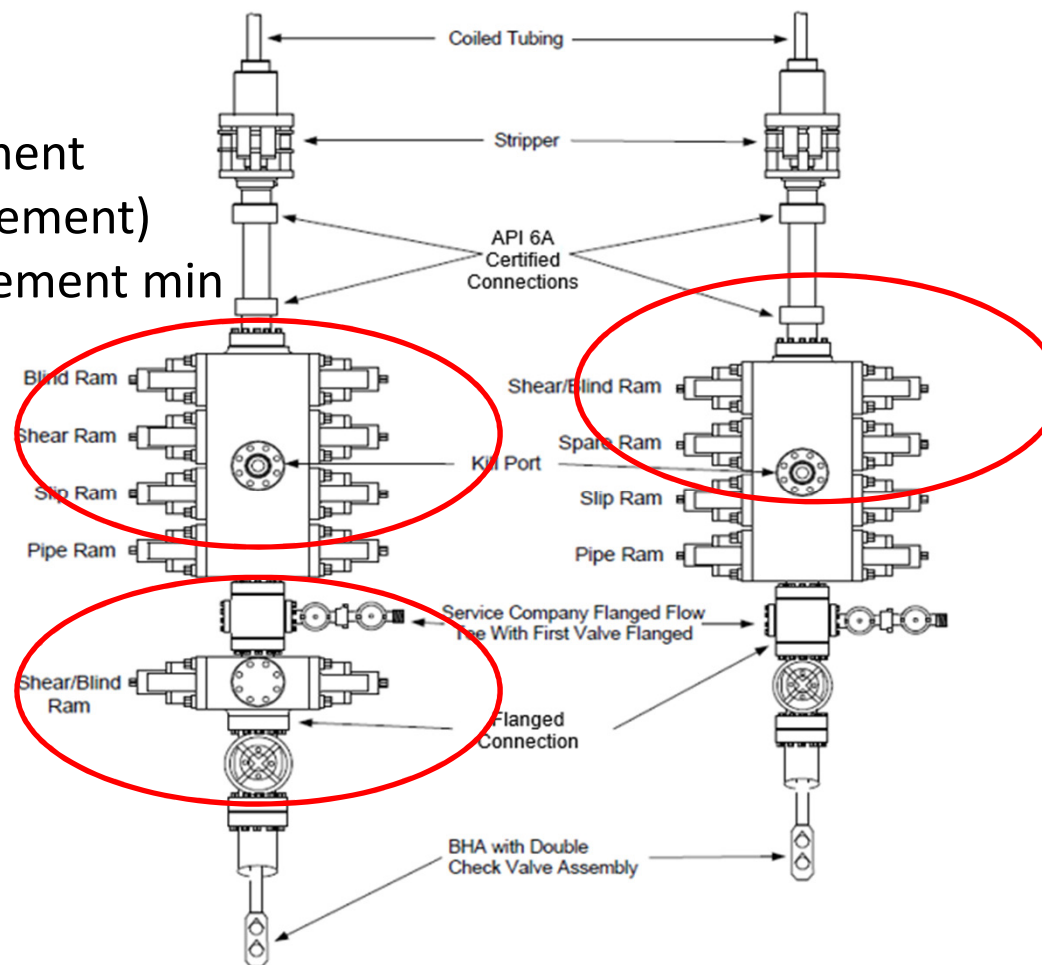 Coiled Tubing
Stripper
ement)
ement min
API 6A
Certified
Connections
Blind Ram
Shear Ram
Slip Ram
Pipe Ram
Kill Port
Shear/Blind Ram
Spare Ram
Slip Ram
Pipe Ram
Service Company Flanged Flow
Tee With First Valve Flanged
Shear/Blind
Ram
Flanged
Connection
BHA with Double
Check Valve Assembly